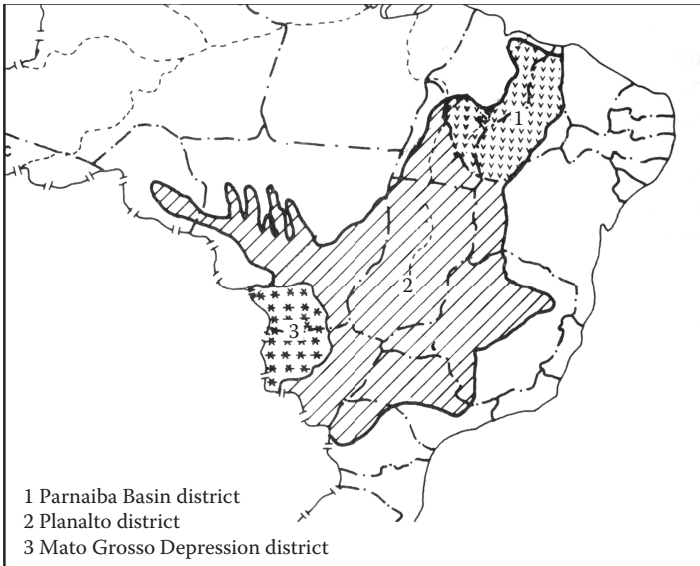 1
2
3
1 Parnaiba Basin district
2 Planalto district
3 Mato Grosso Depression district